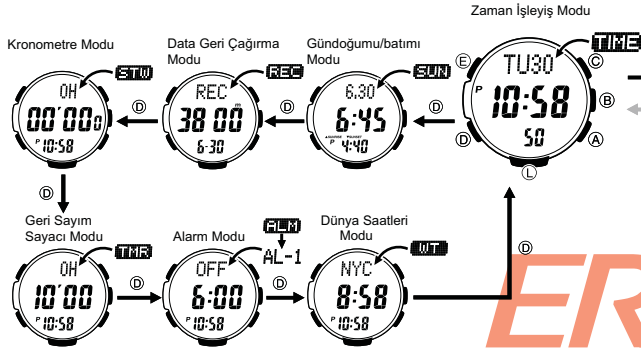 Zaman İşleyiş Modu
TIME
Kronometre Modu
Data Geri Çağırma
Modu
Gündoğumu/batımı
Modu
STW
REC
SUN
0H
00'00 0
P 10:58
REC
38 00 m
6-30
6.30
6:45
SUNRISE SUNSET
P 4:40
TU30
P 10:58
50
E
C
B
A
D
L
D
D
D
D
Geri Sayım
Sayacı Modu
TMR
Alarm Modu
ALM
AL-1
Dünya Saatleri
Modu
WT
0H
10'00
P 10:58
OFF
6:00
P 10:58
NYC
8:58
P 10:58
D
D
D
ER